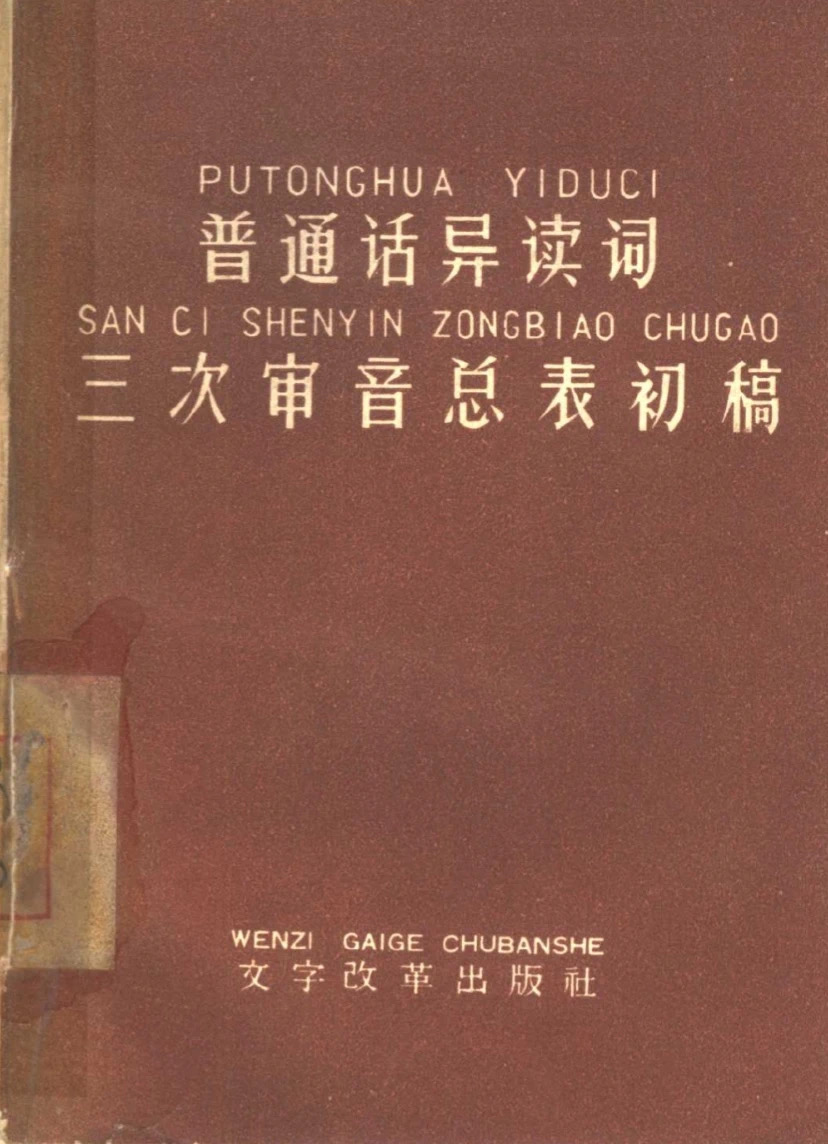 PUTONGHUA YIDUCI
普通话异读词
SAN CI SHENYIN ZONGBIAO CHUGAO
三次审音总表初稿
WENZI GAIGE CHUBANSHE
文字改革出版社